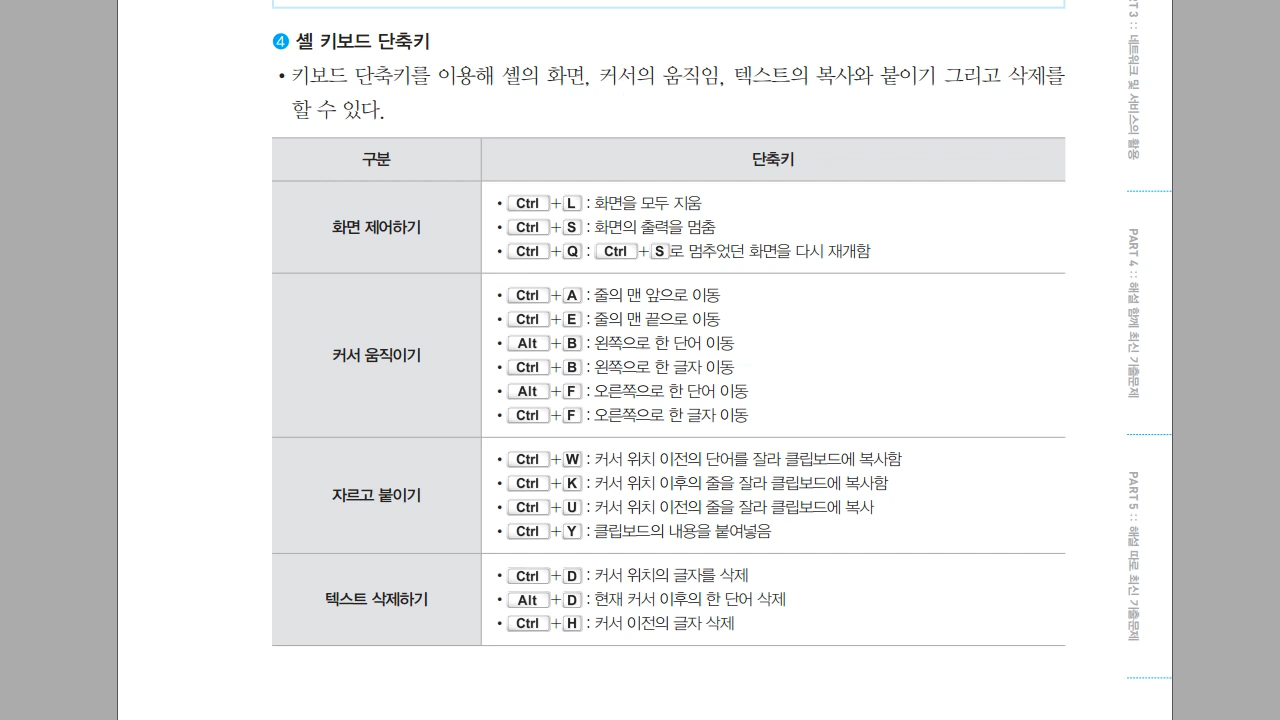 ❹ 셸 키보드 단축키
• 키보드 단축키를 이용해 셸의 화면, 커서의 움직임, 텍스트의 복사와 붙이기 그리고 삭제를
할 수 있다.
구분 단축키
화면 제어하기
• Ctrl + L : 화면을 모두 지움
• Ctrl + S : 화면의 출력을 멈춤
• Ctrl + Q : Ctrl + S로 멈추었던 화면을 다시 재개함
커서 움직이기
• Ctrl + A : 줄의 맨 앞으로 이동
• Ctrl + E : 줄의 맨 끝으로 이동
• Alt + B : 왼쪽으로 한 단어 이동
• Ctrl + B : 왼쪽으로 한 글자 이동
• Alt + F : 오른쪽으로 한 단어 이동
• Ctrl + F : 오른쪽으로 한 글자 이동
자르고 붙이기
• Ctrl + W : 커서 위치 이전의 단어를 잘라 클립보드에 복사함
• Ctrl + K : 커서 위치 이후의 줄을 잘라 클립보드에 복사함
• Ctrl + U : 커서 위치 이전의 줄을 잘라 클립보드에 복사
• Ctrl + Y : 클립보드의 내용을 붙여넣음
텍스트 삭제하기
• Ctrl + D : 커서 위치의 글자를 삭제
• Alt + D : 현재 커서 이후의 한 단어 삭제
• Ctrl + H : 커서 이전의 글자 삭제
RT 3 :: 네트워크 및 서비스의 활용
PART 4 :: 해설 함께 최신 기출문제
PART 5 :: 해설 따로 최신 기출문제